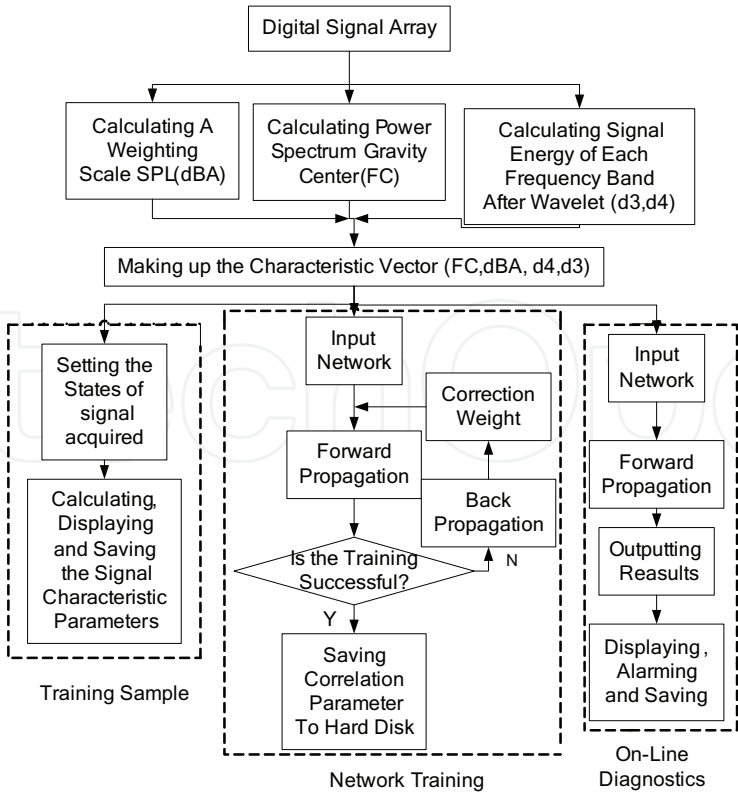 Digital Signal Array
Calculating A
Weighting
Scale SPL(dBA)
Calculating Power
Spectrum Gravity
Center(FC)
Calculating Signal
Energy of Each
Frequency Band
After Wavelet (d3,d4)
Making up the Characteristic Vector (FC,dBA, d4,d3)
Setting the
States of
signal
acquired
Calculating,
Displaying
and Saving
the Signal
Characteristic
Parameters
Training Sample
Input
Network
Correction
Weight
Forward
Propagation
Back
Propagation
Is the Training
Successful?
N
Y
Saving
Correlation
Parameter
To Hard Disk
Network Training
Input
Network
Forward
Propagation
Outputting
Reasults
Displaying,
Alarming
and Saving
On-Line
Diagnostics